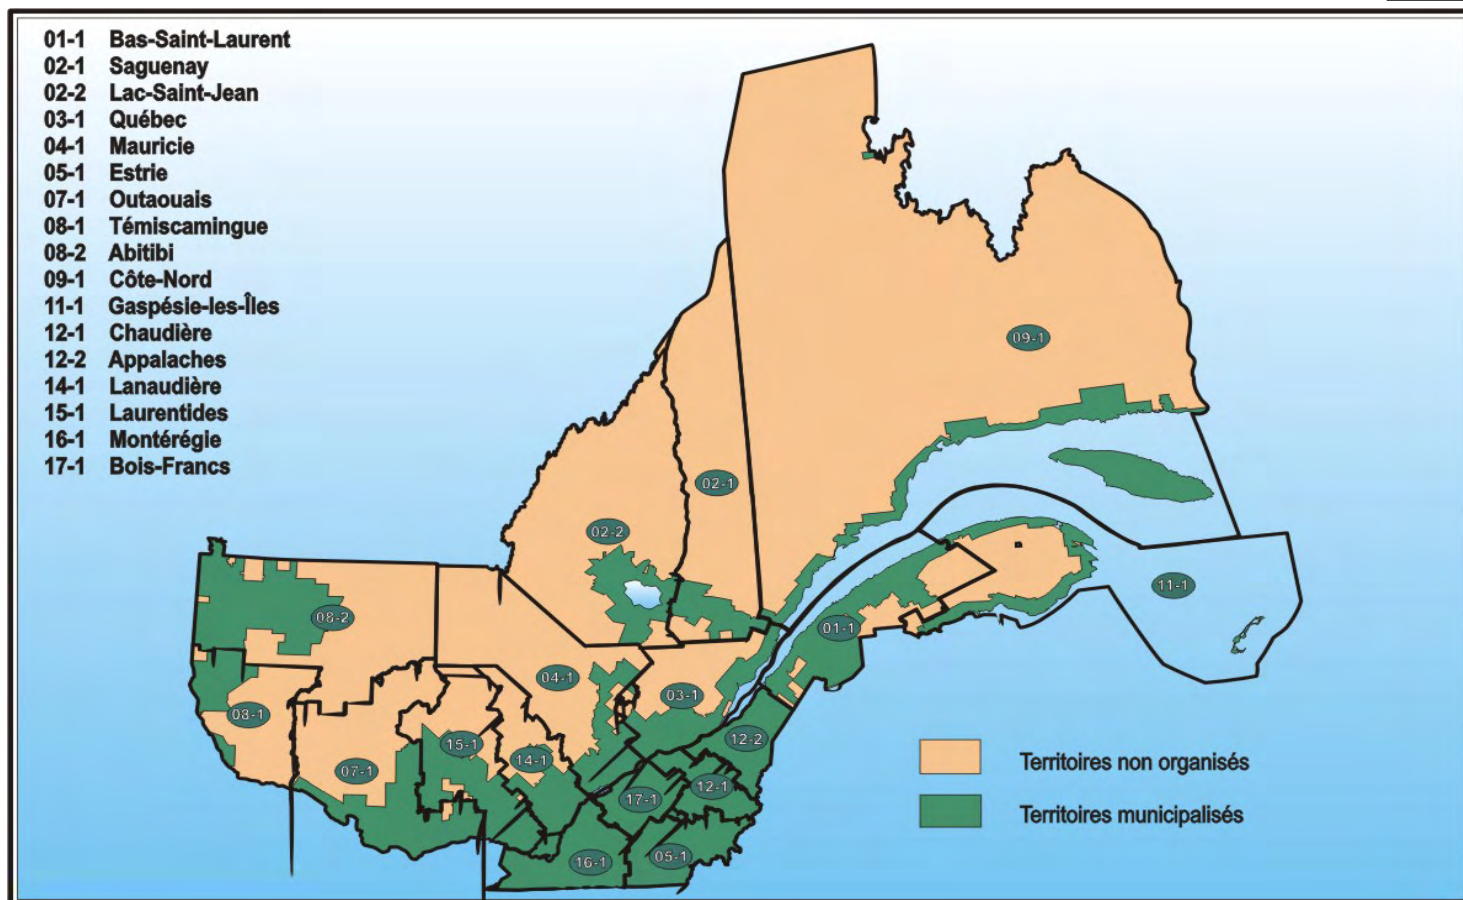 01-1 Bas-Saint-Laurent
02-1 Saguenay
02-2 Lac-Saint-Jean
03-1 Québec
04-1 Mauricie
05-1 Estrie
07-1 Outaouais
08-1 Témiscamingue
08-2 Abitibi
09-1 Côte-Nord
11-1 Gaspésie-les-Îles
12-1 Chaudière
12-2 Appalaches
14-1 Lanaudière
15-1 Laurentides
16-1 Montérégie
17-1 Bois-Francs
09-1
02-1
02-2
11-1
08-2
01-1
04-1
03-1
08-1
12-2
15-1
14-1
07-1
12-1
17-1
16-1
05-1
Territoires non organisés
Territoires municipalisés